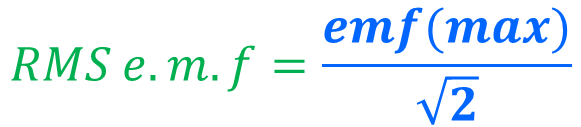 RMS e.m.f = emf(max)
√2